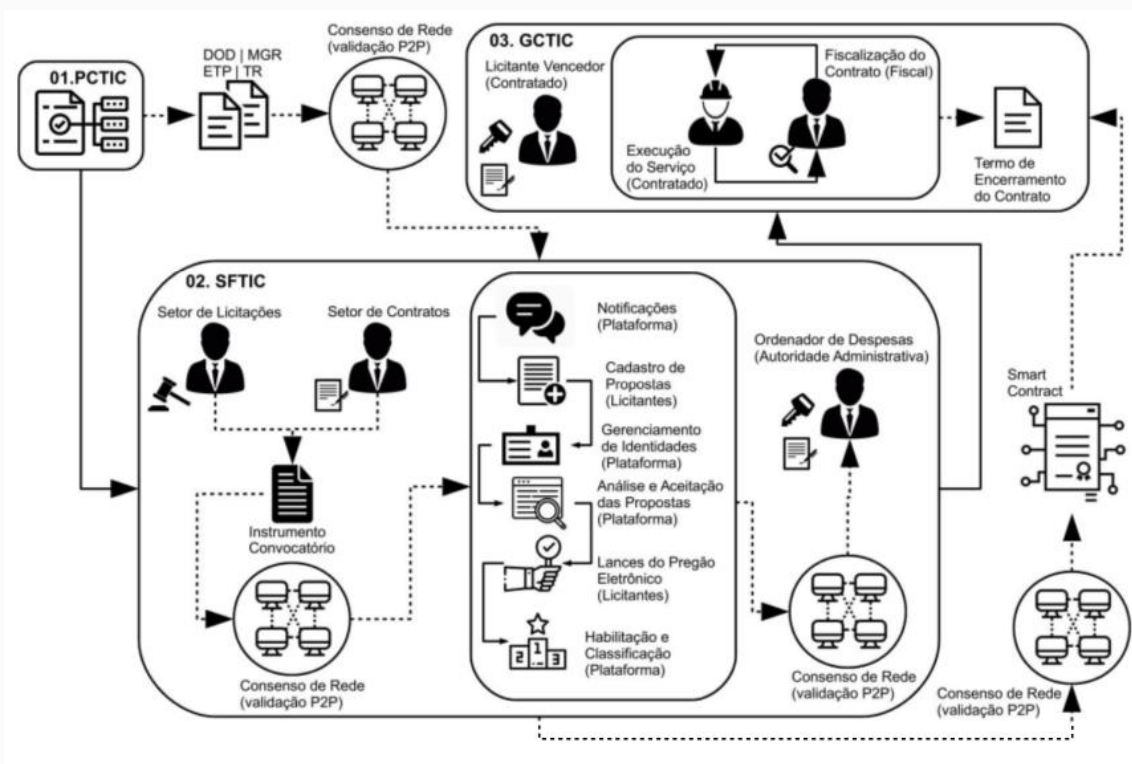 01.PCTIC
DOD | MGR
ETP | TR
Consenso de Rede
(validação P2P)
03. GCTIC
Licitante Vencedor
(Contratado)
Fiscalização do
Contrato (Fiscal)
Execução
do Serviço
(Contratado)
Termo de
Encerramento
do Contrato
02. SFTIC
Setor de Licitações
Setor de Contratos
Instrumento
Convocatório
Consenso de Rede
(validação P2P)
Notificações
(Plataforma)
Cadastro de
Propostas
(Licitantes)
Gerenciamento
de Identidades
(Plataforma)
Análise e Aceitação
das Propostas
(Plataforma)
Lances do Pregão
Eletrônico
(Licitantes)
2 1 3
Habilitação e
Classificação
(Plataforma)
Ordenador de Despesas
(Autoridade Administrativa)
Consenso de Rede
(validação P2P)
Smart
Contract
Consenso de Rede
(validação P2P)